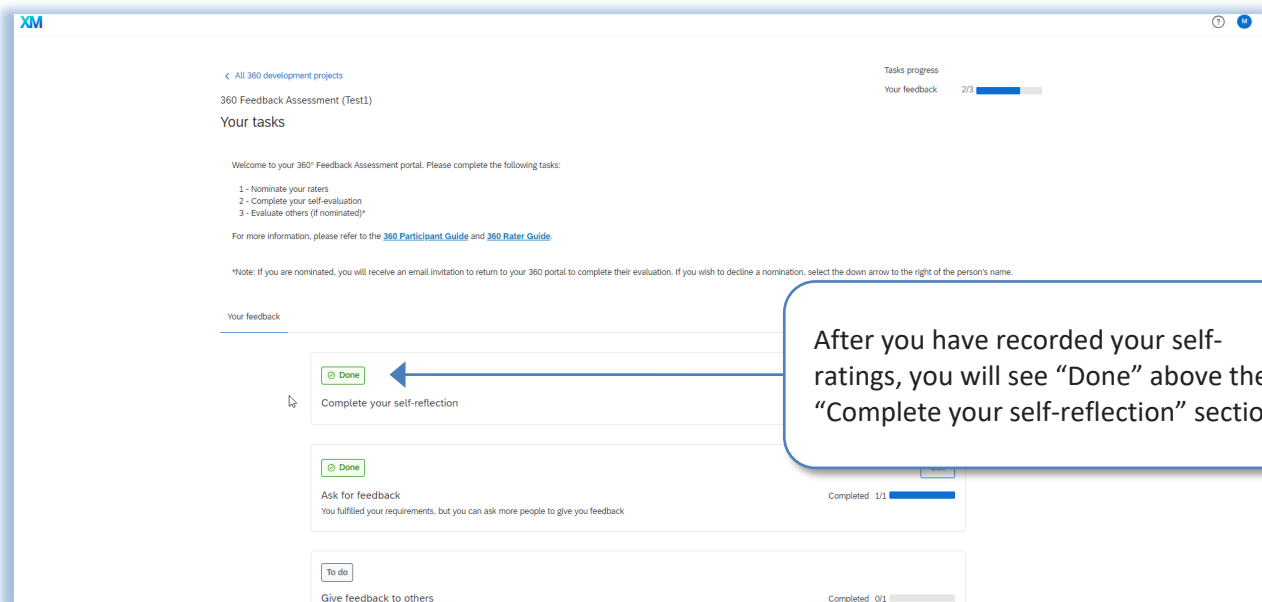 XM
?
M
< All 360 development projects
Tasks progress
360 Feedback Assessment (Test1)
Your feedback 2/3
Your tasks
Welcome to your 360° Feedback Assessment portal. Please complete the following tasks:
1 - Nominate your raters
2 - Complete your self-evaluation
3 - Evaluate others (if nominated)*
For more information, please refer to the 360 Participant Guide and 360 Rater Guide.
*Note: If you are nominated, you will receive an email invitation to return to your 360 portal to complete their evaluation. If you wish to decline a nomination, select the down arrow to the right of the person's name.
Your feedback
Done
Complete your self-reflection
After you have recorded your self-
ratings, you will see “Done” above the
“Complete your self-reflection” sectio
Done
Ask for feedback
Completed 1/1
You fulfilled your requirements, but you can ask more people to give you feedback
To do
Give feedback to others
Completed 0/1